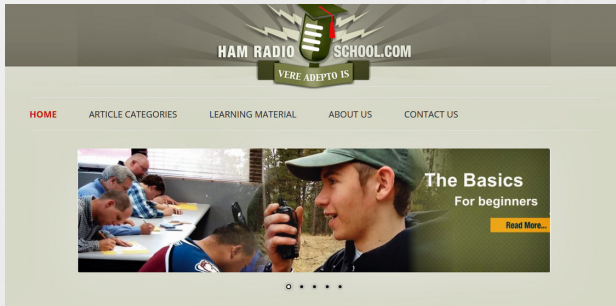 HAM RADIO SCHOOL.COM
VERE ADEPTO IS
HOME ARTICLE CATEGORIES LEARNING MATERIAL ABOUT US CONTACT US
The Basics
For beginners
Read More...